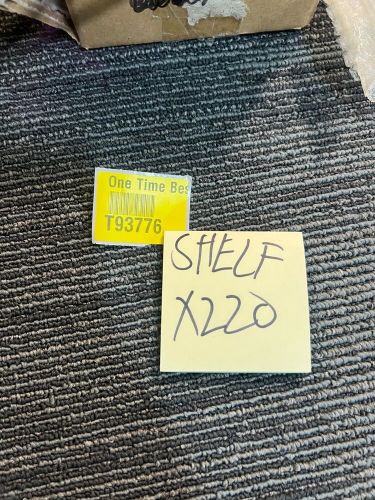 One Time Bes
T93776
SHELF
X220